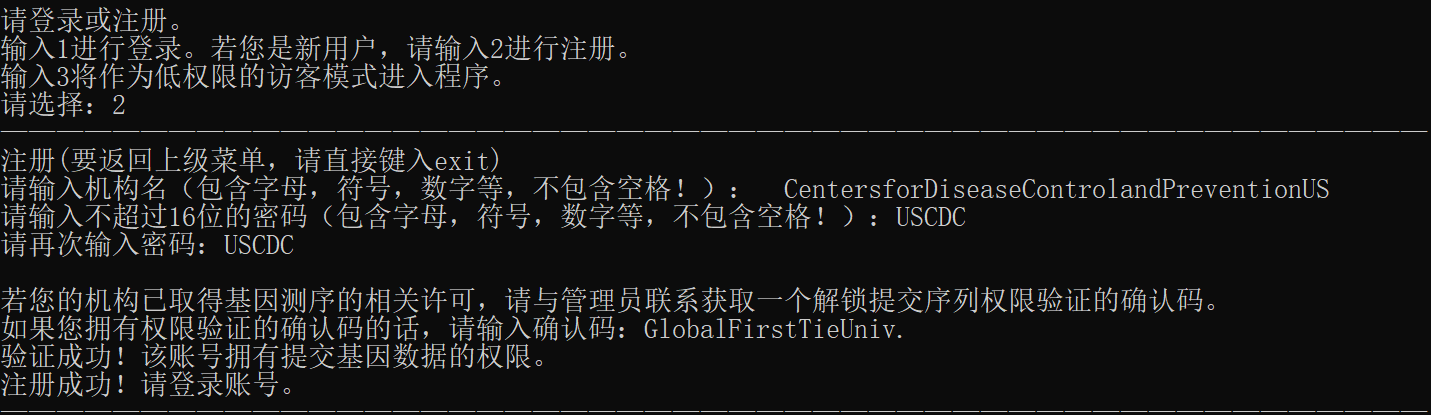 请登录或注册。
输入1进行登录。若您是新用户，请输入2进行注册。
输入3将作为低权限的访客模式进入程序。
请选择：2
注册(要返回上级菜单，请直接键入exit)
请输入机构名（包含字母，符号，数字等，不包含空格！）： CentersforDiseaseControlandPreventionUS
请输入不超过16位的密码（包含字母，符号，数字等，不包含空格！）：USCDC
请再次输入密码：USCDC
若您的机构已取得基因测序的相关许可，请与管理员联系获取一个解锁提交序列权限验证的确认码。
如果您拥有权限验证的确认码的话，请输入确认码：GlobalFirstTieUniv.
验证成功！该账号拥有提交基因数据的权限。
注册成功！请登录账号。